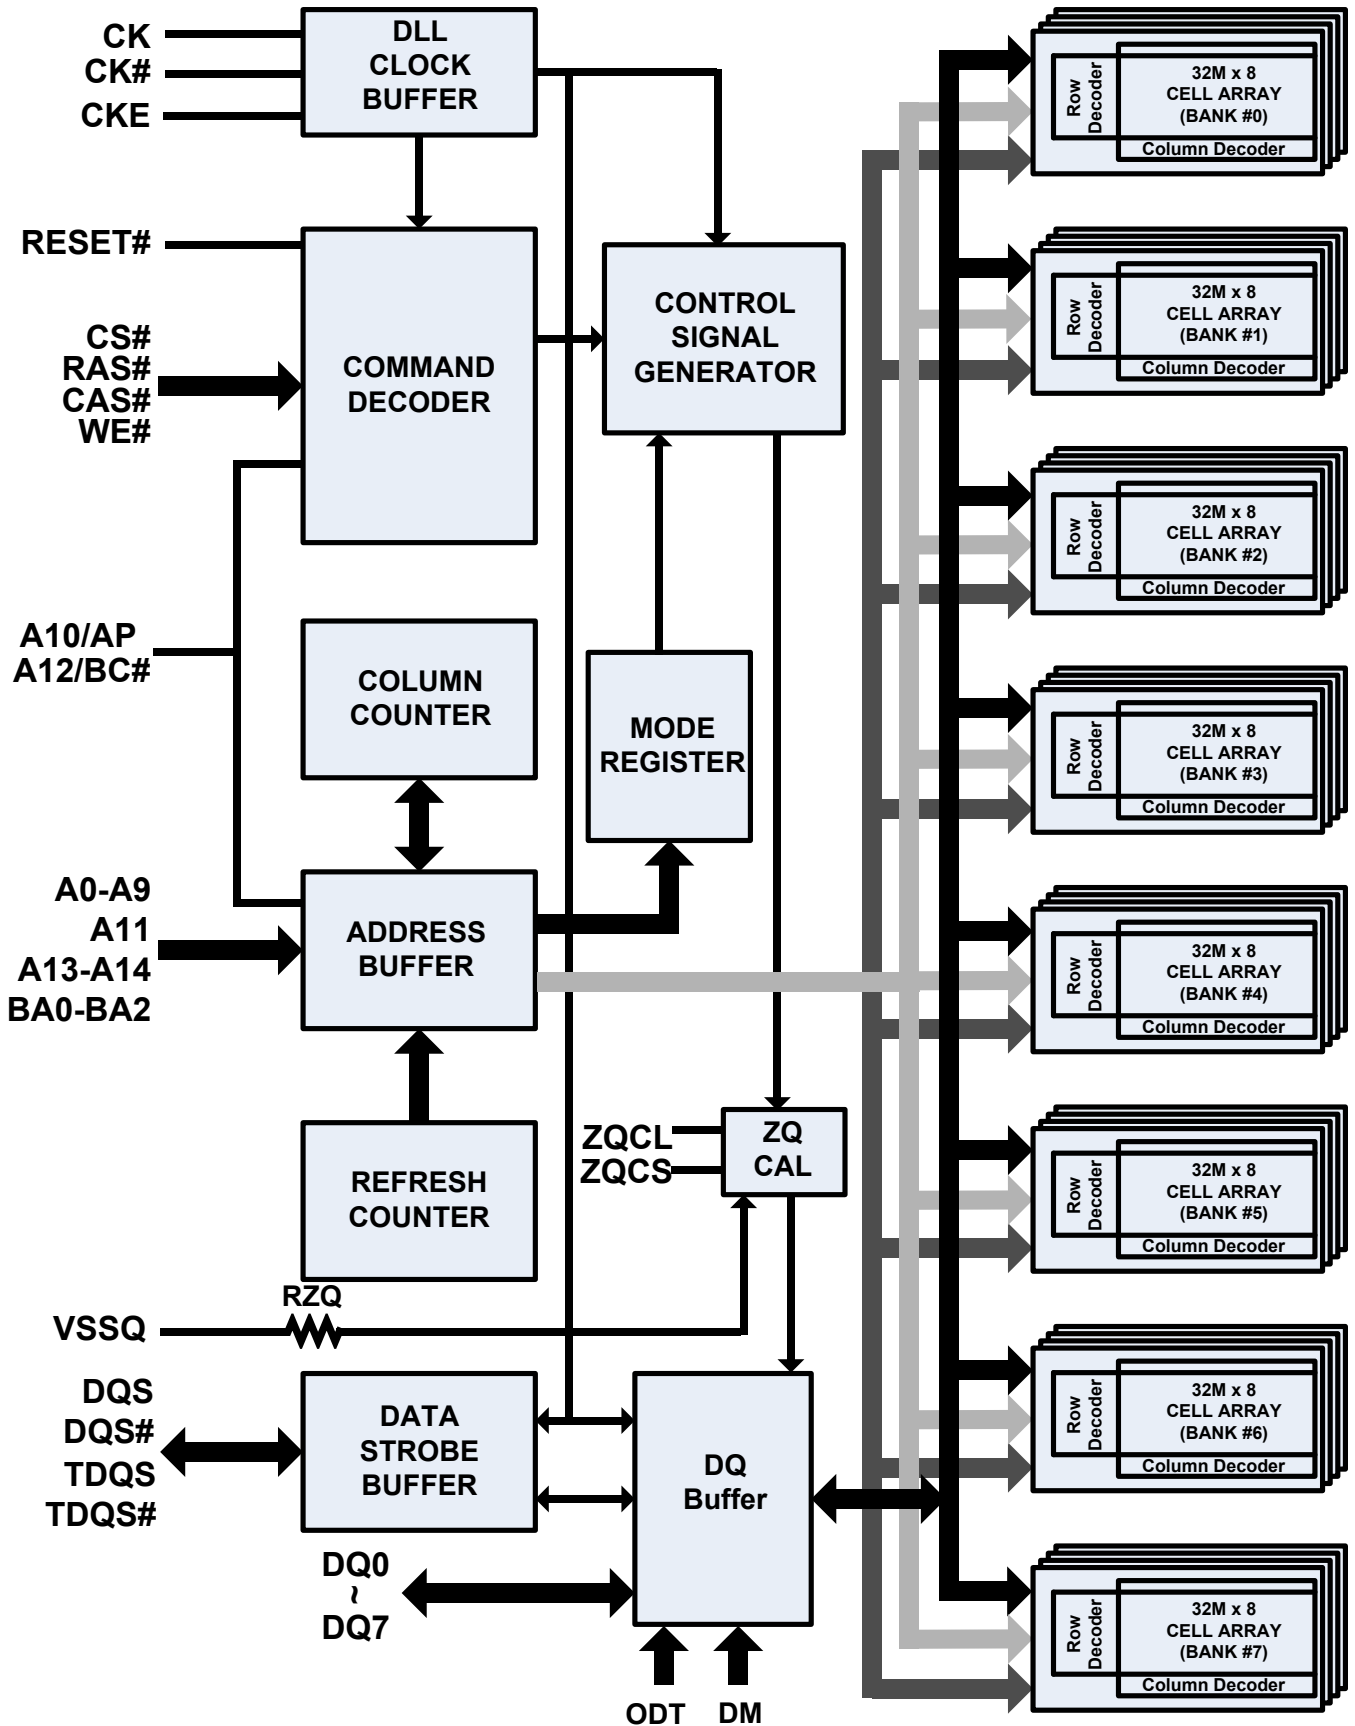 CK
CK#
CKE
DLL
CLOCK
BUFFER
RESET#
CS#
RAS#
CAS#
WE#
COMMAND
DECODER
CONTROL
SIGNAL
GENERATOR
A10/AP
A12/BC#
COLUMN
COUNTER
MODE
REGISTER
A0-A9
A11
A13-A14
BA0-BA2
ADDRESS
BUFFER
REFRESH
COUNTER
ZQCL
ZQCS
ZQ
CAL
VSSQ
RZQ
DQS
DQS#
TDQS
TDQS#
DATA
STROBE
BUFFER
DQ
Buffer
DQ0
~
DQ7
ODT
DM
Row
Decoder
32M x 8
CELL ARRAY
(BANK #0)
Column Decoder
Row
Decoder
32M x 8
CELL ARRAY
(BANK #1)
Column Decoder
Row
Decoder
32M x 8
CELL ARRAY
(BANK #2)
Column Decoder
Row
Decoder
32M x 8
CELL ARRAY
(BANK #3)
Column Decoder
Row
Decoder
32M x 8
CELL ARRAY
(BANK #4)
Column Decoder
Row
Decoder
32M x 8
CELL ARRAY
(BANK #5)
Column Decoder
Row
Decoder
32M x 8
CELL ARRAY
(BANK #6)
Column Decoder
Row
Decoder
32M x 8
CELL ARRAY
(BANK #7)
Column Decoder